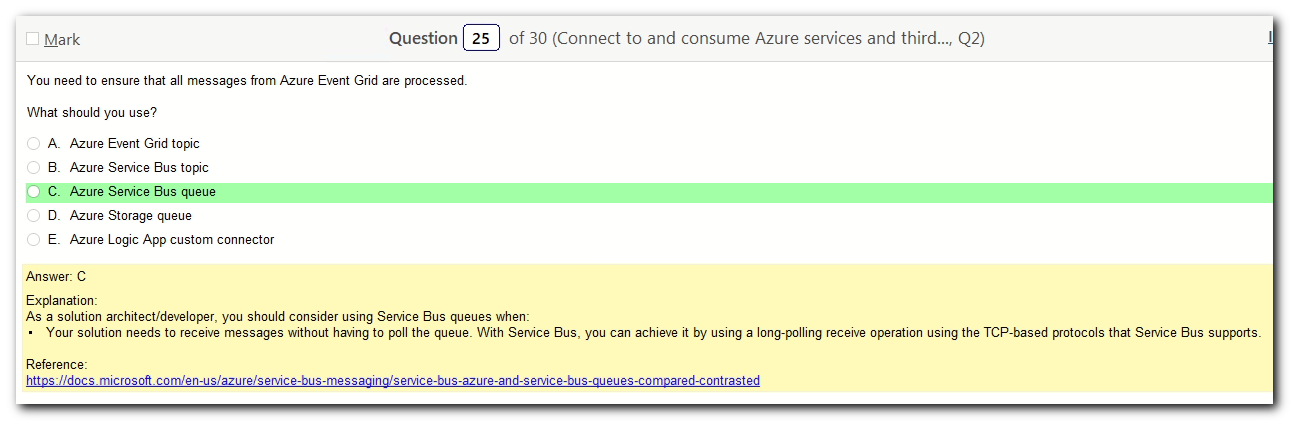 Mark Question 25 of 30 (Connect to and consume Azure services and third..., Q2)
You need to ensure that all messages from Azure Event Grid are processed.
What should you use?
A. Azure Event Grid topic
B. Azure Service Bus topic
C. Azure Service Bus queue
D. Azure Storage queue
E. Azure Logic App custom connector
Answer: C
Explanation:
As a solution architect/developer, you should consider using Service Bus queues when:
• Your solution needs to receive messages without having to poll the queue. With Service Bus, you can achieve it by using a long-polling receive operation using the TCP-based protocols that Service Bus supports.
Reference:
https://docs.microsoft.com/en-us/azure/service-bus-messaging/service-bus-azure-and-service-bus-queues-compared-contrasted